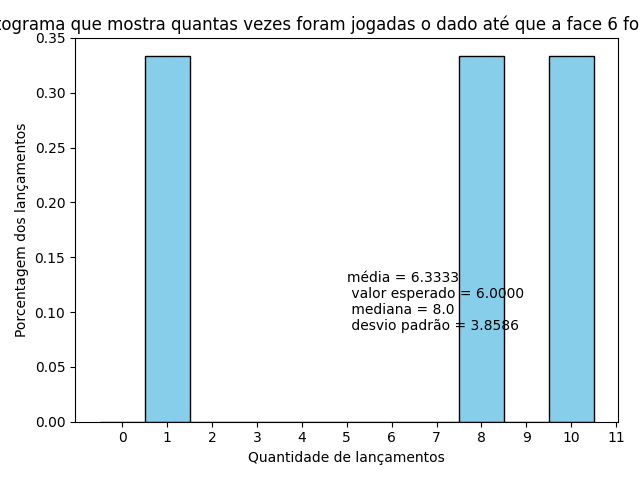 tograma que mostra quantas vezes foram jogadas o dado até que a face 6 fo
0.35
0.30
0.25
0.20
0.15
0.10
0.05
0.00
Porcentagem dos lançamentos
média = 6.3333
valor esperado = 6.0000
mediana = 8.0
desvio padrão = 3.8586
0 1 2 3 4 5 6 7 8 9 10 11
Quantidade de lançamentos